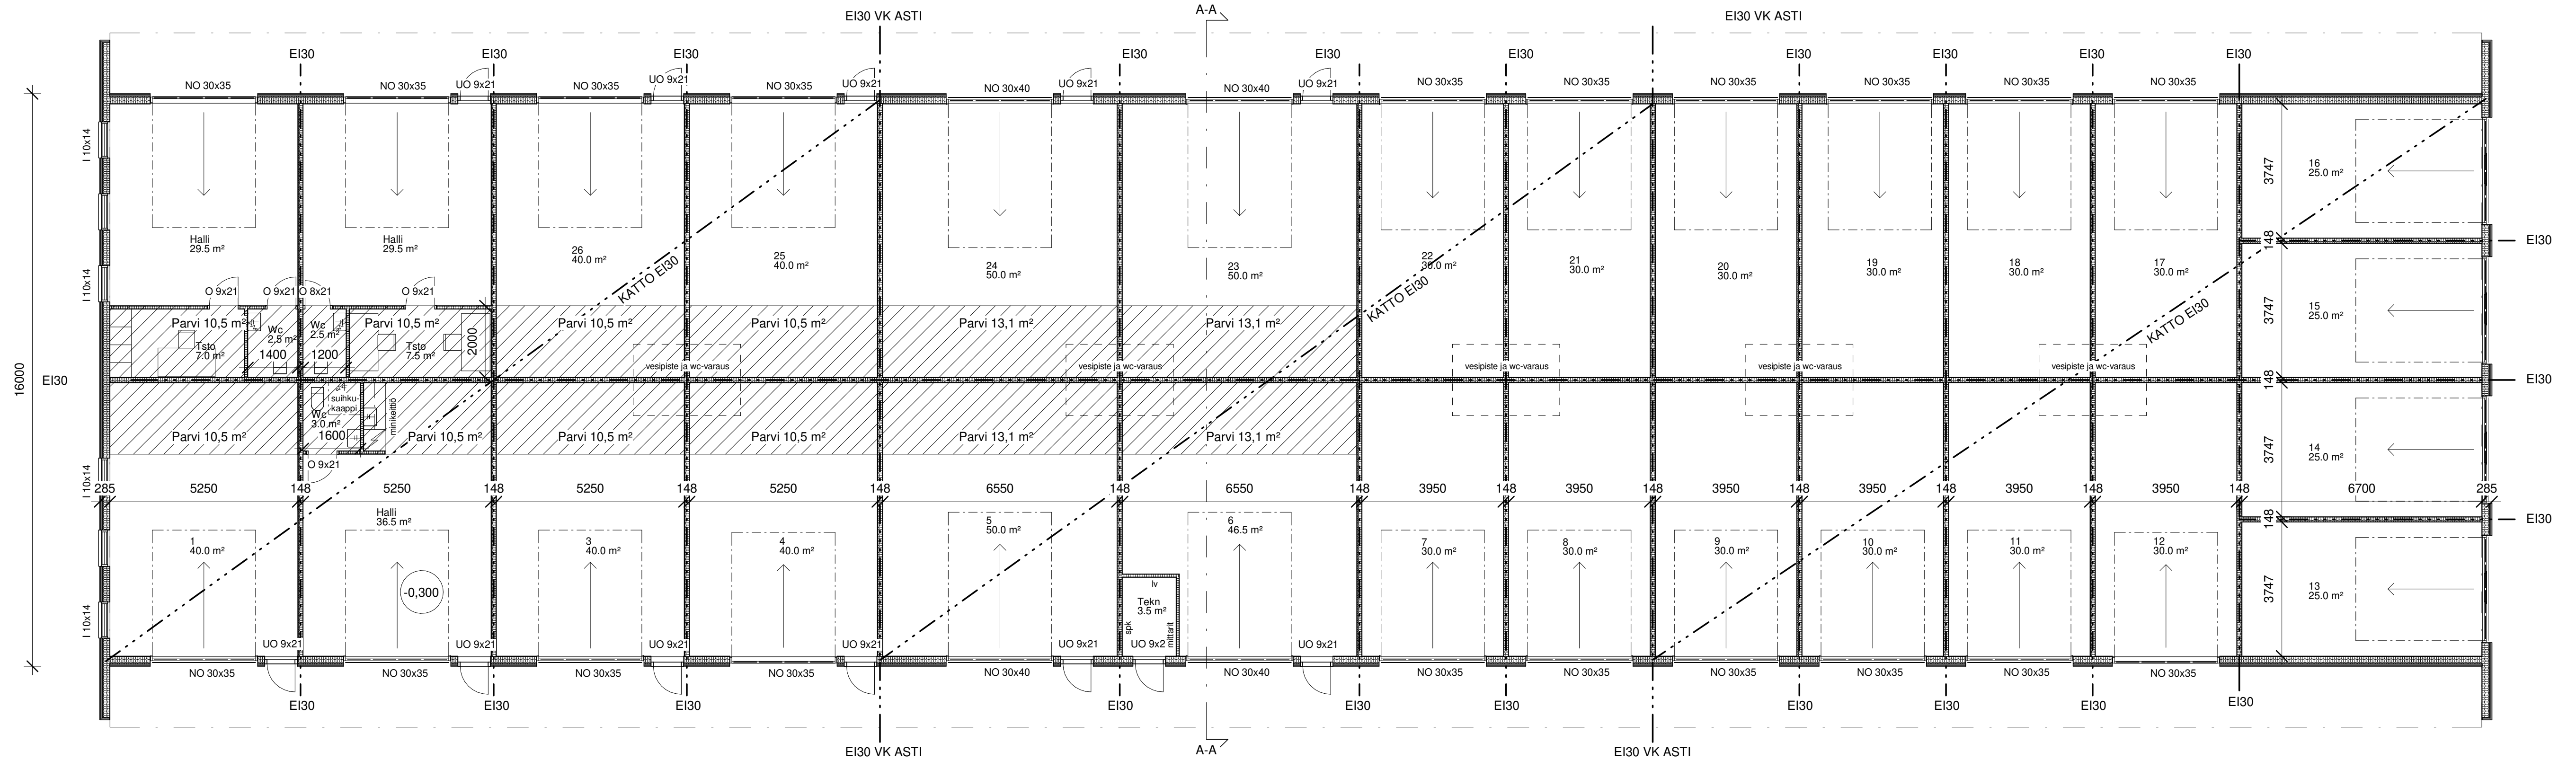 EI30 VK ASTI
A-A
EI30 VK ASTI
EI30
EI30
EI30
EI30
EI30
EI30
EI30
EI30
EI30
EI30
NO 30x35
NO 30x35
UO 9x21
NO 30x35
UO 9x21
NO 30x35
UO 9x21
NO 30x40
UO 9x21
NO 30x40
UO 9x21
NO 30x35
NO 30x35
NO 30x35
NO 30x35
NO 30x35
NO 30x35
I 10x14
I 10x14
I 10x14
I 10x14
16000
EI30
Halli
29.5 m²
Halli
29.5 m²
26
40.0 m²
25
40.0 m²
24
50.0 m²
23
50.0 m²
22
30.0 m²
21
30.0 m²
20
30.0 m²
19
30.0 m²
18
30.0 m²
17
30.0 m²
16
25.0 m²
3747
148
EI30
KATTO EI30
KATTO EI30
KATTO EI30
15
25.0 m²
3747
O 9x21
O 9x21
O 8x21
O 9x21
Parvi 10,5 m²
Wc
2.5 m²
Wc
2.5 m²
Parvi 10,5 m²
Parvi 10,5 m²
Parvi 10,5 m²
Parvi 13,1 m²
Parvi 13,1 m²
Tsto
7.0 m²
1400
1200
Tsto
7.5 m²
2000
vesipiste ja wc-varaus
vesipiste ja wc-varaus
vesipiste ja wc-varaus
vesipiste ja wc-varaus
vesipiste ja wc-varaus
148
EI30
suihku-
kaappi
minikeittiö
Wc
3.0 m²
1600
Parvi 10,5 m²
Parvi 10,5 m²
Parvi 10,5 m²
Parvi 10,5 m²
Parvi 13,1 m²
Parvi 13,1 m²
O 9x21
14
25.0 m²
3747
285
5250
148
5250
148
5250
148
5250
148
6550
148
6550
148
3950
148
3950
148
3950
148
3950
148
3950
148
3950
148
6700
285
148
EI30
1
40.0 m²
Halli
36.5 m²
3
40.0 m²
4
40.0 m²
5
50.0 m²
6
46.5 m²
7
30.0 m²
8
30.0 m²
9
30.0 m²
10
30.0 m²
11
30.0 m²
12
30.0 m²
13
25.0 m²
3747
-0,300
lv
Tekn
3.5 m²
spk
mittarit
UO 9x21
UO 9x21
UO 9x21
UO 9x21
UO 9x21
UO 9x2
UO 9x21
NO 30x35
NO 30x35
NO 30x35
NO 30x35
NO 30x40
NO 30x40
NO 30x35
NO 30x35
NO 30x35
NO 30x35
NO 30x35
NO 30x35
EI30
EI30
EI30
EI30
EI30
EI30
EI30
EI30
EI30
EI30
EI30 VK ASTI
A-A
EI30 VK ASTI